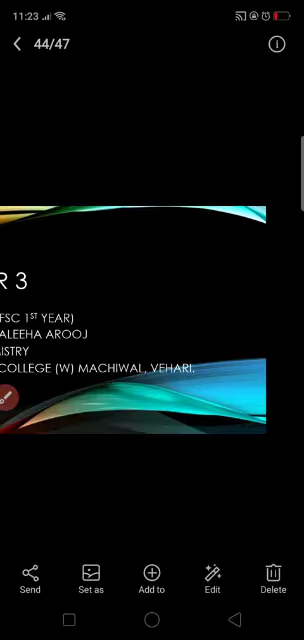 11:23
44/47
R 3
FSC 1ST YEAR)
ALEEHA AROOJ
ISTRY
COLLEGE (W) MACHIWAL, VEHARI.
Send Set as Add to Edit Delete